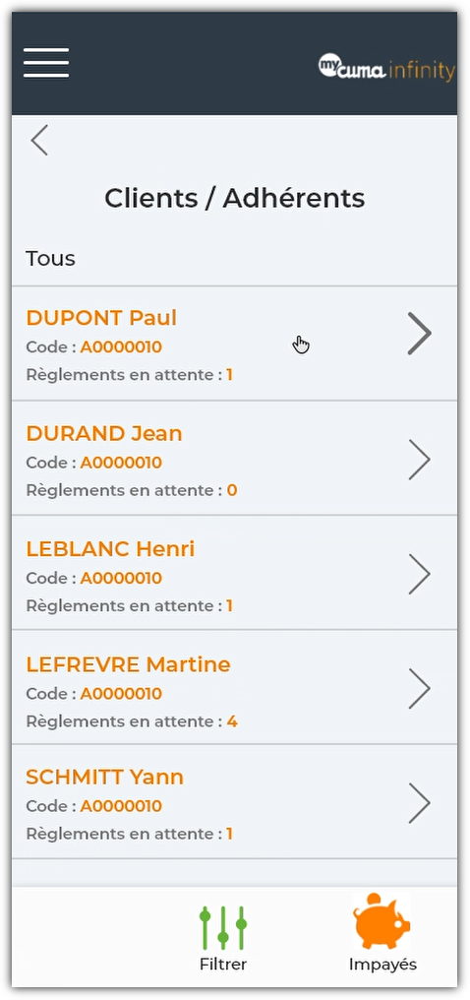 mycuma infinity
Clients / Adhérents
Tous
DUPONT Paul
Code : A0000010
Règlements en attente : 1
DURAND Jean
Code : A0000010
Règlements en attente : 0
LEBLANC Henri
Code : A0000010
Règlements en attente : 1
LEFREVRE Martine
Code : A0000010
Règlements en attente : 4
SCHMITT Yann
Code : A0000010
Règlements en attente : 1
Filtrer Impayés